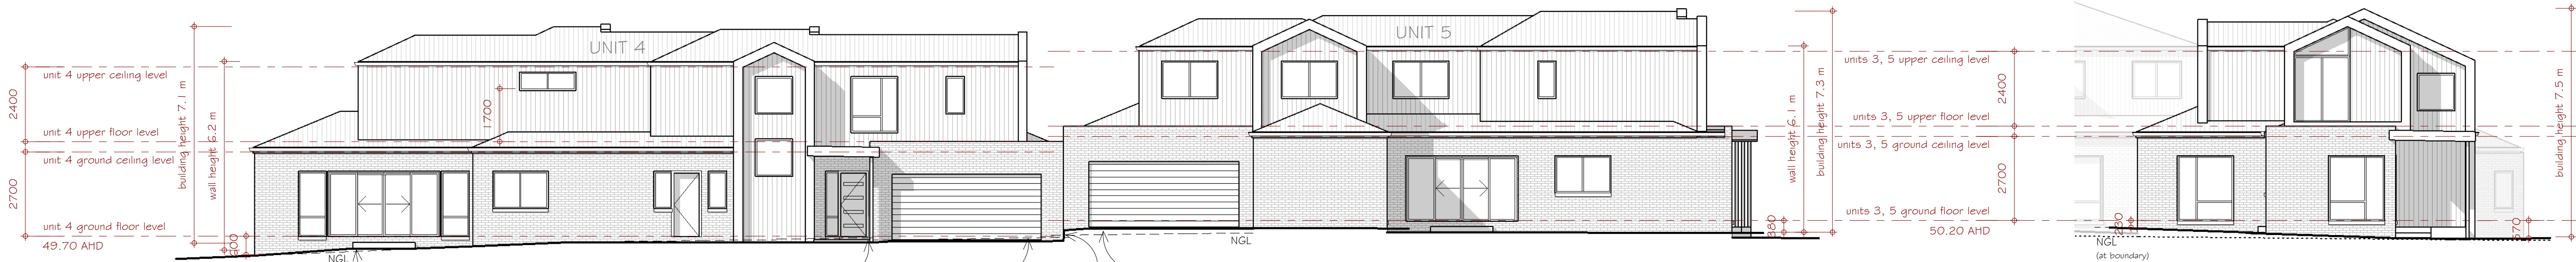 UNIT 4
unit 4 upper ceiling level
2400
building height 7.1 m
wall height 6.2 m
1700
unit 4 upper floor level
unit 4 ground ceiling level
2700
unit 4 ground floor level
49.70 AHD
NGL
UNIT 5
NGL
380
wall height 6.1 m
building height 7.3 m
units 3, 5 upper ceiling level
2400
units 3, 5 upper floor level
units 3, 5 ground ceiling level
2700
units 3, 5 ground floor level
50.20 AHD
NGL
(at boundary)
570
building height 7.5 m